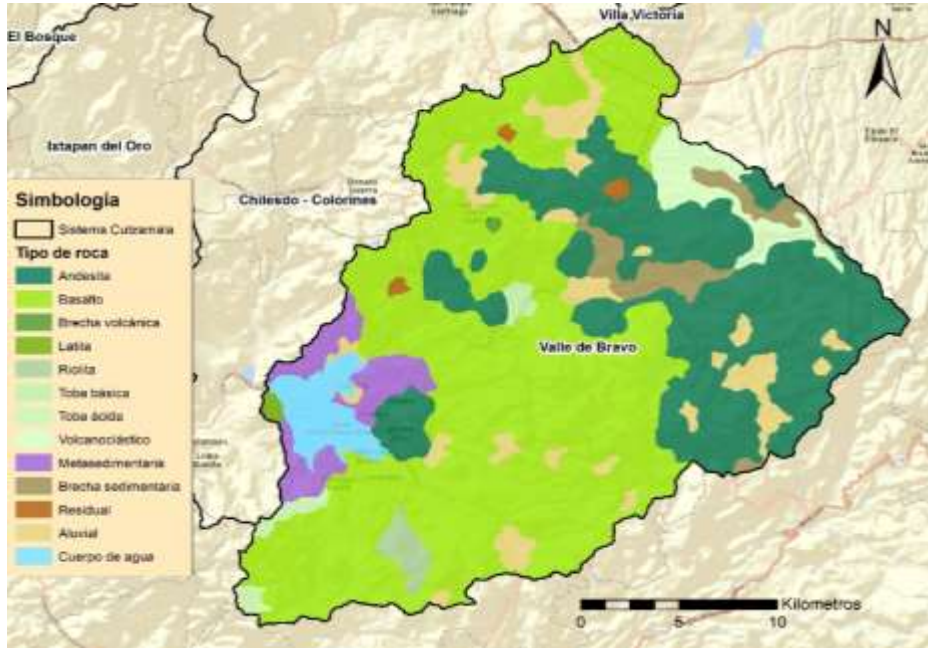 Villa Victoria
El Bosque
N
Ixtapan del Oro
Chilesdo - Colorines
Valle de Bravo
Simbología
Sistema Cutzamala
Tipo de roca
Andesita
Basalto
Brecha volcánica
Latita
Riolita
Toba básica
Toba ácida
Volcanoclástico
Metasedimentaria
Brecha sedimentaria
Residual
Aluvial
Cuerpo de agua
Kilometros
0 5 10